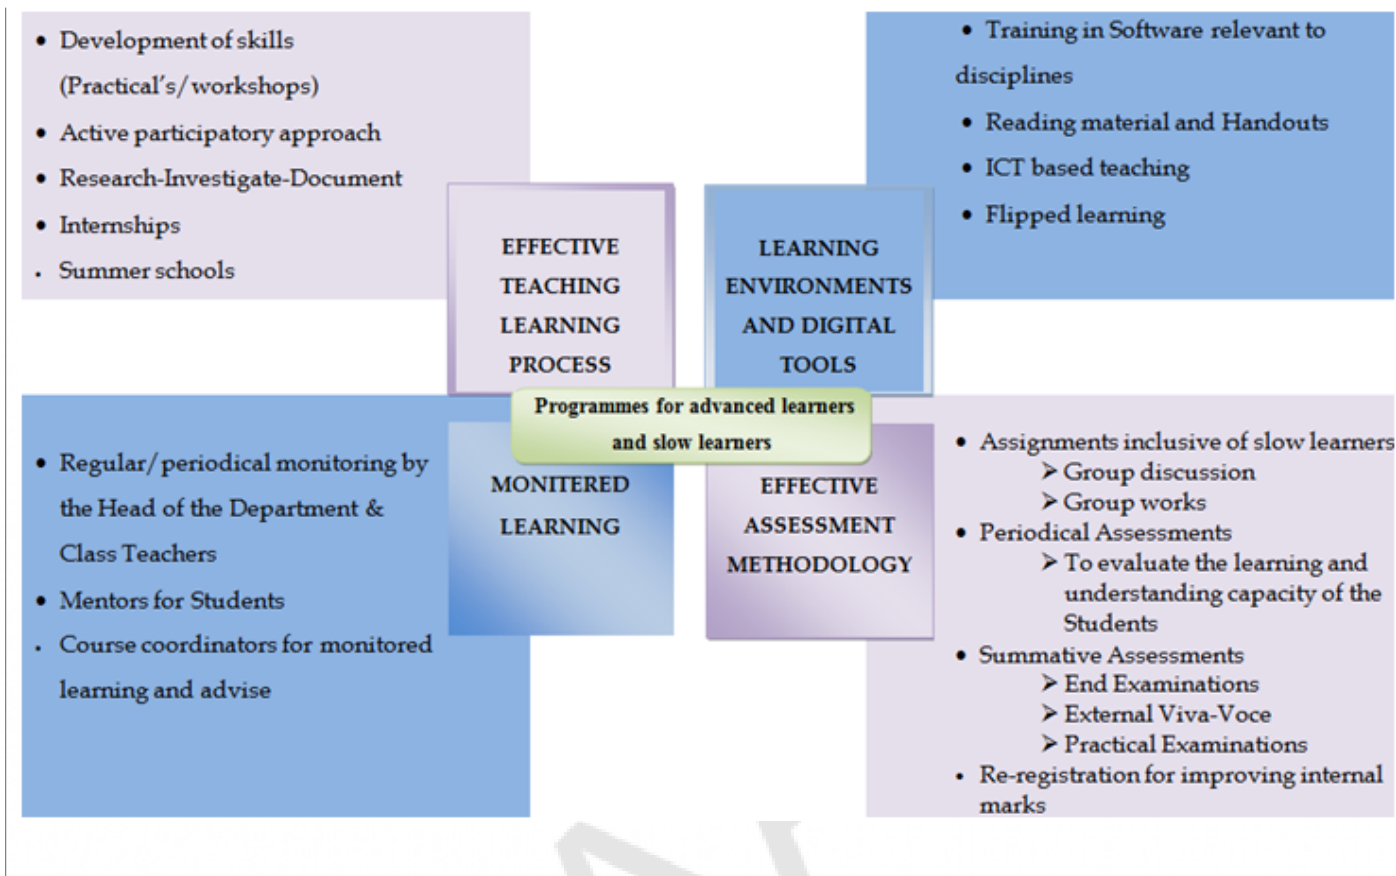 • Development of skills
(Practical's/workshops)
• Active participatory approach
• Research-Investigate-Document
• Internships
• Summer schools
• Training in Software relevant to
disciplines
• Reading material and Handouts
• ICT based teaching
• Flipped learning
EFFECTIVE
TEACHING
LEARNING
PROCESS
LEARNING
ENVIRONMENTS
AND DIGITAL
TOOLS
Programmes for advanced learners
and slow learners
• Regular/periodical monitoring by
the Head of the Department &
Class Teachers
• Mentors for Students
• Course coordinators for monitored
learning and advise
MONITERED
LEARNING
EFFECTIVE
ASSESSMENT
METHODOLOGY
• Assignments inclusive of slow learners
➢ Group discussion
➢ Group works
• Periodical Assessments
➢ To evaluate the learning and
understanding capacity of the
Students
• Summative Assessments
➢ End Examinations
➢ External Viva-Voce
➢ Practical Examinations
• Re-registration for improving internal
marks